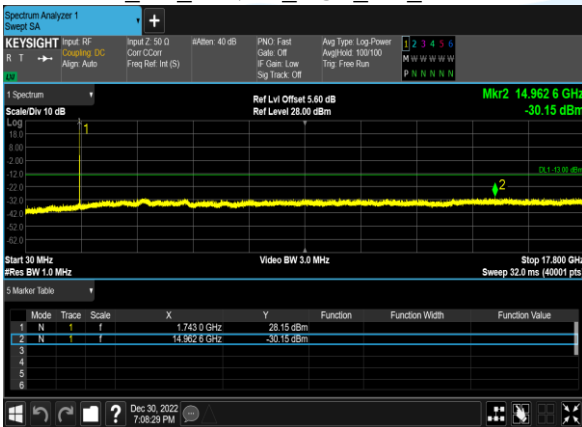 Spectrum Analyzer 1
Swept SA
KEYSIGHT
R T
LV
Input: RF
Coupling: DC
Align: Auto
Input Z: 50 Ω
Corr CCorr
Freq Ref: Int (S)
#Atten: 40 dB
PNO: Fast
Gate: Off
IF Gain: Low
Sig Track: Off
Avg Type: Log-Power
Avg|Hold: 100/100
Trig: Free Run
1 2 3 4 5 6
M W W W W W
P N N N N N
1 Spectrum
Scale/Div 10 dB
Ref Lvl Offset 5.60 dB
Ref Level 28.00 dBm
Mkr2 14.962 6 GHz
-30.15 dBm
Log
18.0
8.00
-2.00
-12.0
-22.0
-32.0
-42.0
-52.0
-62.0
1
DL1 -13.00 dBm
2
Start 30 MHz
#Res BW 1.0 MHz
Video BW 3.0 MHz
Stop 17.800 GHz
Sweep 32.0 ms (40001 pts)
5 Marker Table
Mode Trace Scale X Y Function Function Width Function Value
1 N 1 f 1.743 0 GHz 28.15 dBm
2 N 1 f 14.962 6 GHz -30.15 dBm
3
4
5
6
?
Dec 30, 2022
7:08:29 PM